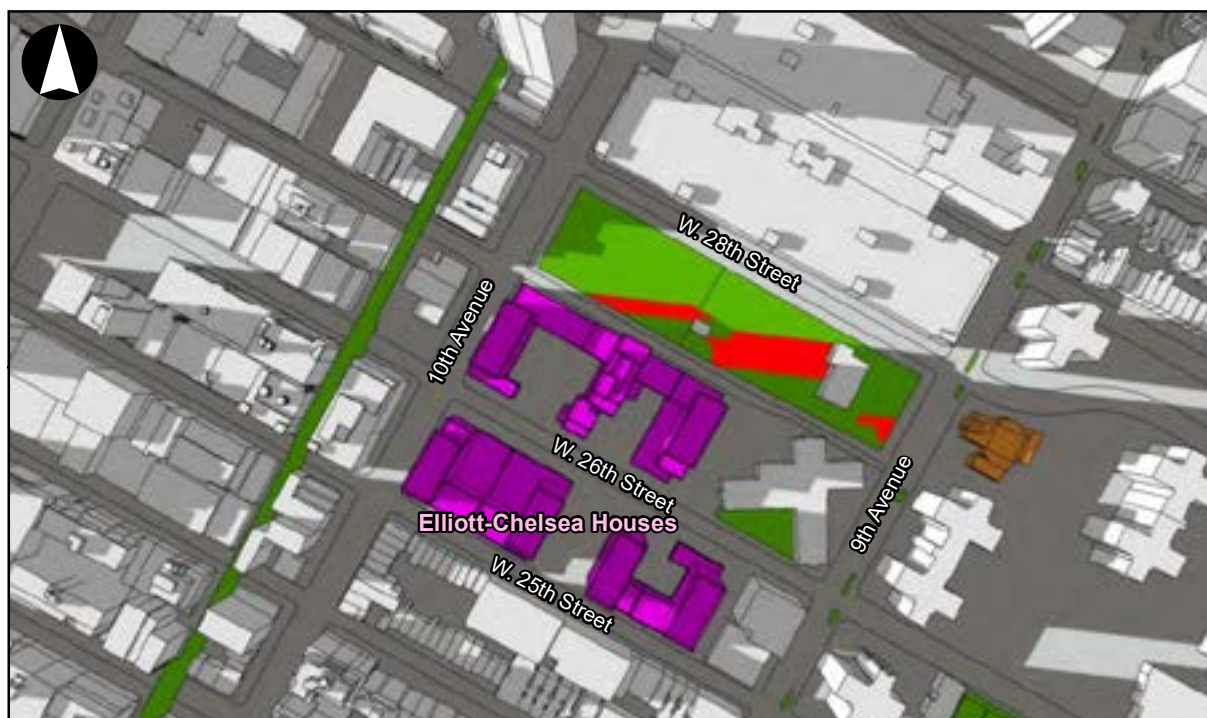 W. 28th Street
10th Avenue
W. 26th Street
9th Avenue
Elliott-Chelsea Houses
W. 25th Street